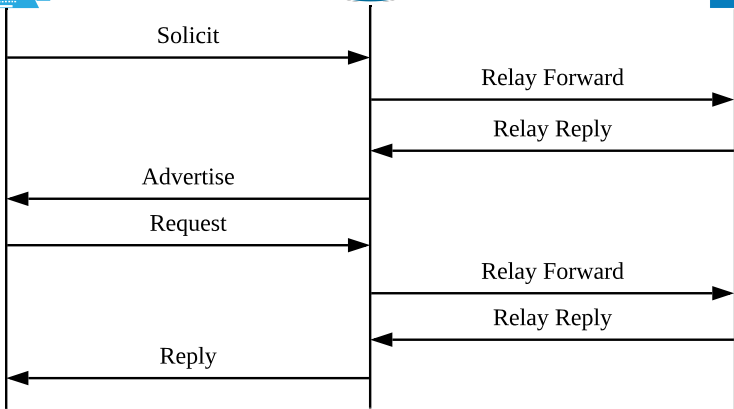 Solicit
Relay Forward
Relay Reply
Advertise
Request
Relay Forward
Relay Reply
Reply